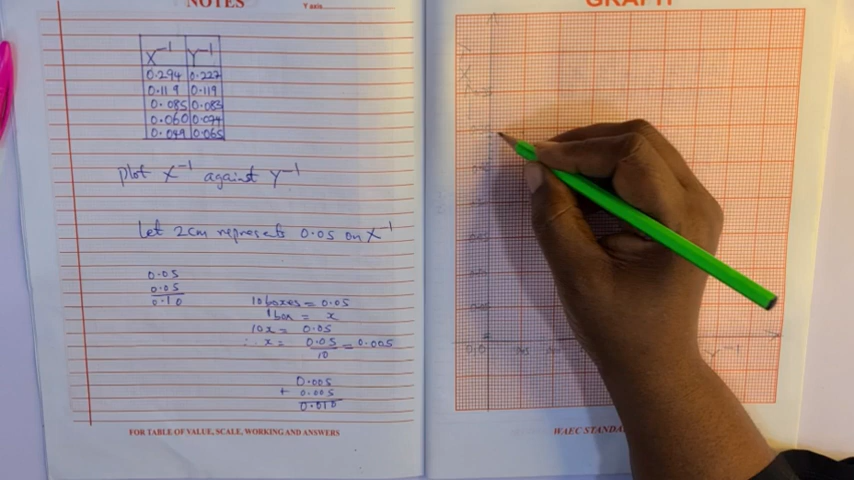 NOTES
Y axis
X⁻¹ Y⁻¹
0.294 0.227
0.119 0.119
0.085 0.083
0.060 0.074
0.049 0.065
plot X⁻¹ against Y⁻¹
Let 2cm represents 0.05 on X⁻¹
0.05
0.05
0.10
10boxes = 0.05
1box = x
10x = 0.05
∴ x = 0.05/10 = 0.005
0.005
+ 0.005
0.010
FOR TABLE OF VALUE, SCALE, WORKING AND ANSWERS
GRAPH
y⁻¹
WAEC STANDA